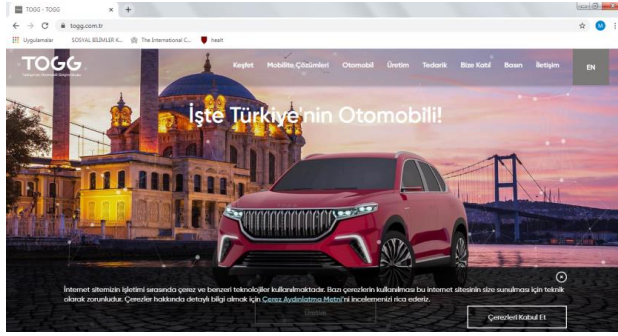 TOGG - TOGG
togg.com.tr
M
Uygulamalar
SOSYAL BİLİMLER K...
The International C...
healt
TOGG
Keşfet Mobilite Çözümleri Otomobil Üretim Tedarik Bize Katıl Basın İletişim EN
İşte Türkiye'nin Otomobili!
İnternet sitemizin işletimi sırasında çerez ve benzeri teknolojiler kullanılmaktadır. Bazı çerezlerin kullanılması bu internet sitesinin size sunulması için teknik
olarak zorunludur. Çerezler hakkında detaylı bilgi almak için Çerez Aydınlatma Metni'ni incelemenizi rica ederiz.
Çerezleri Kabul Et